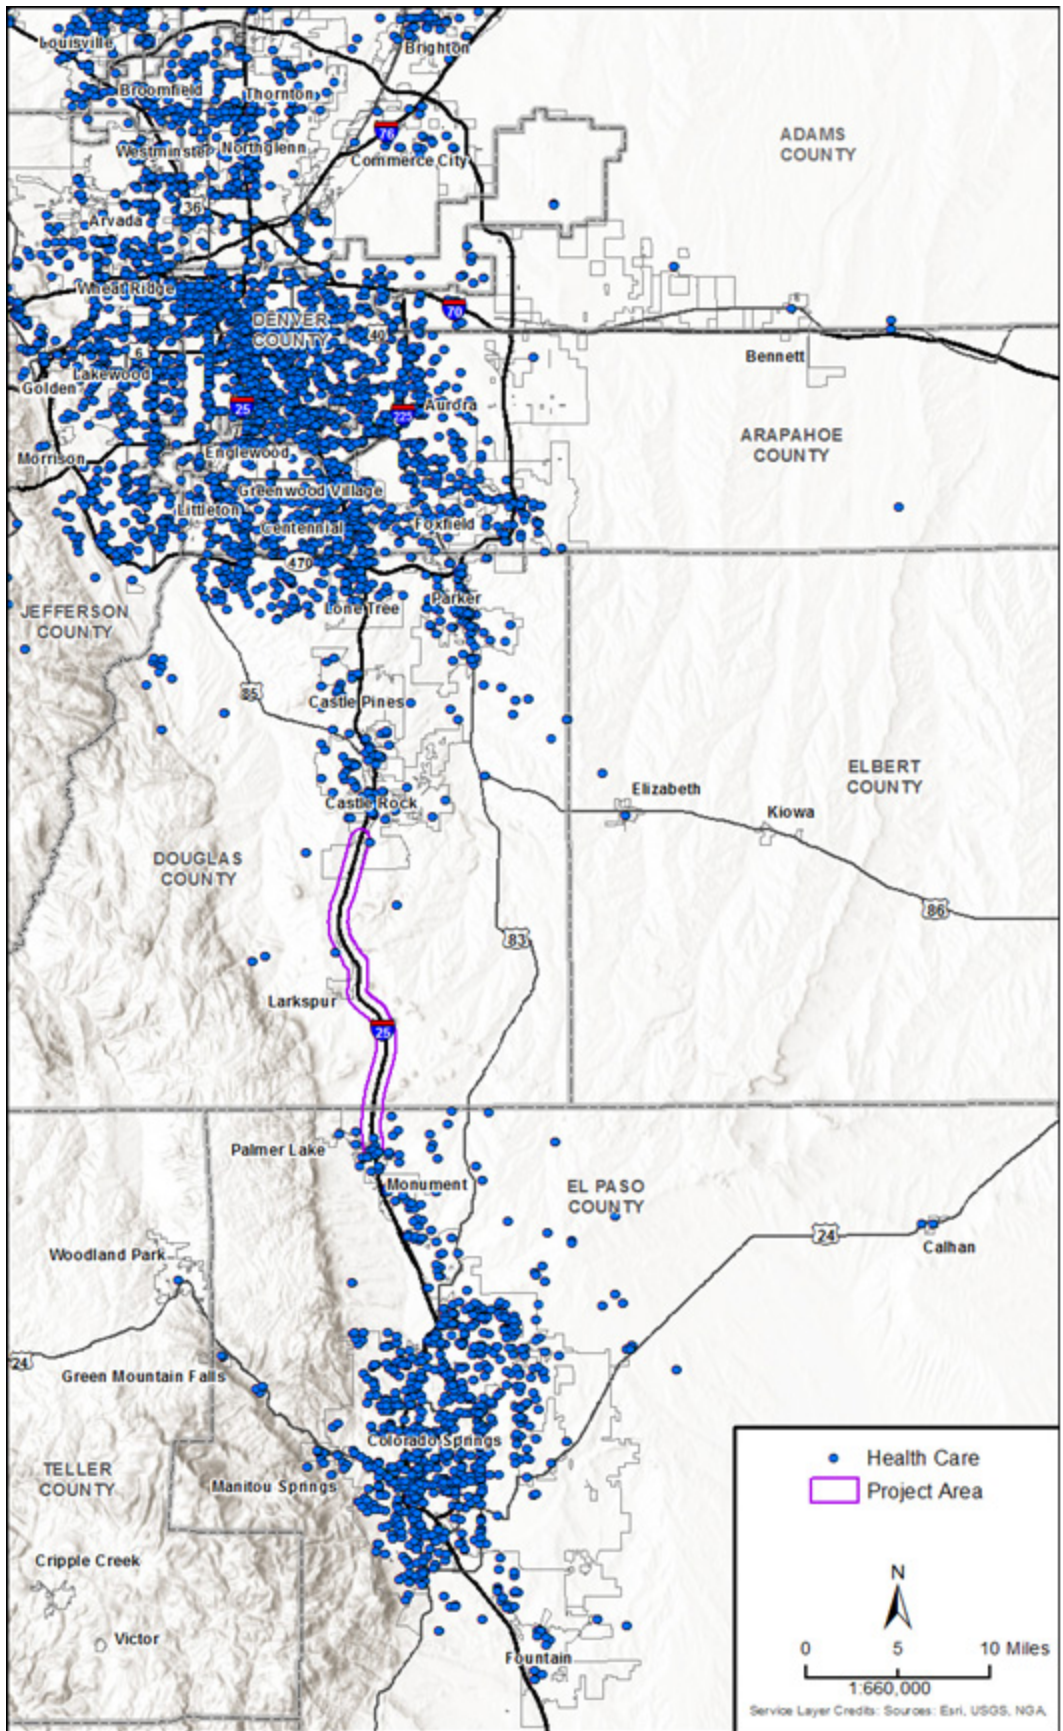 Louisville
Brighton
Broomfield
Thornton
76
ADAMS
COUNTY
Westminster
Northglenn
Commerce City
36
Arvada
Wheat Ridge
70
DENVER
COUNTY
40
6
Bennett
Lakewood
Golden
25
225
Aurora
ARAPAHOE
COUNTY
Morrison
Englewood
Greenwood Village
Littleton
Centennial
Foxfield
470
JEFFERSON
COUNTY
Lone Tree
Parker
85
Castle Pines
ELBERT
COUNTY
Elizabeth
Castle Rock
Kiowa
DOUGLAS
COUNTY
86
83
Larkspur
25
Palmer Lake
Monument
EL PASO
COUNTY
24
Calhan
Woodland Park
24
Green Mountain Falls
Colorado Springs
TELLER
COUNTY
Manitou Springs
Health Care
Project Area
Cripple Creek
N
Victor
0 5 10 Miles
Fountain
1:660,000
Service Layer Credits: Sources: Esri, USGS, NGA,